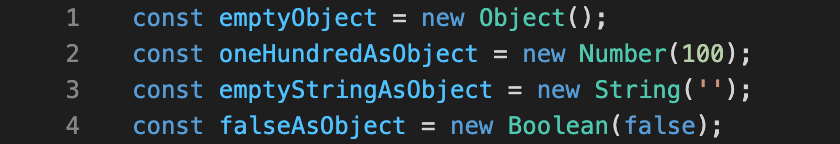 1 const emptyObject = new Object();
2 const oneHundredAsObject = new Number(100);
3 const emptyStringAsObject = new String('');
4 const falseAsObject = new Boolean(false);